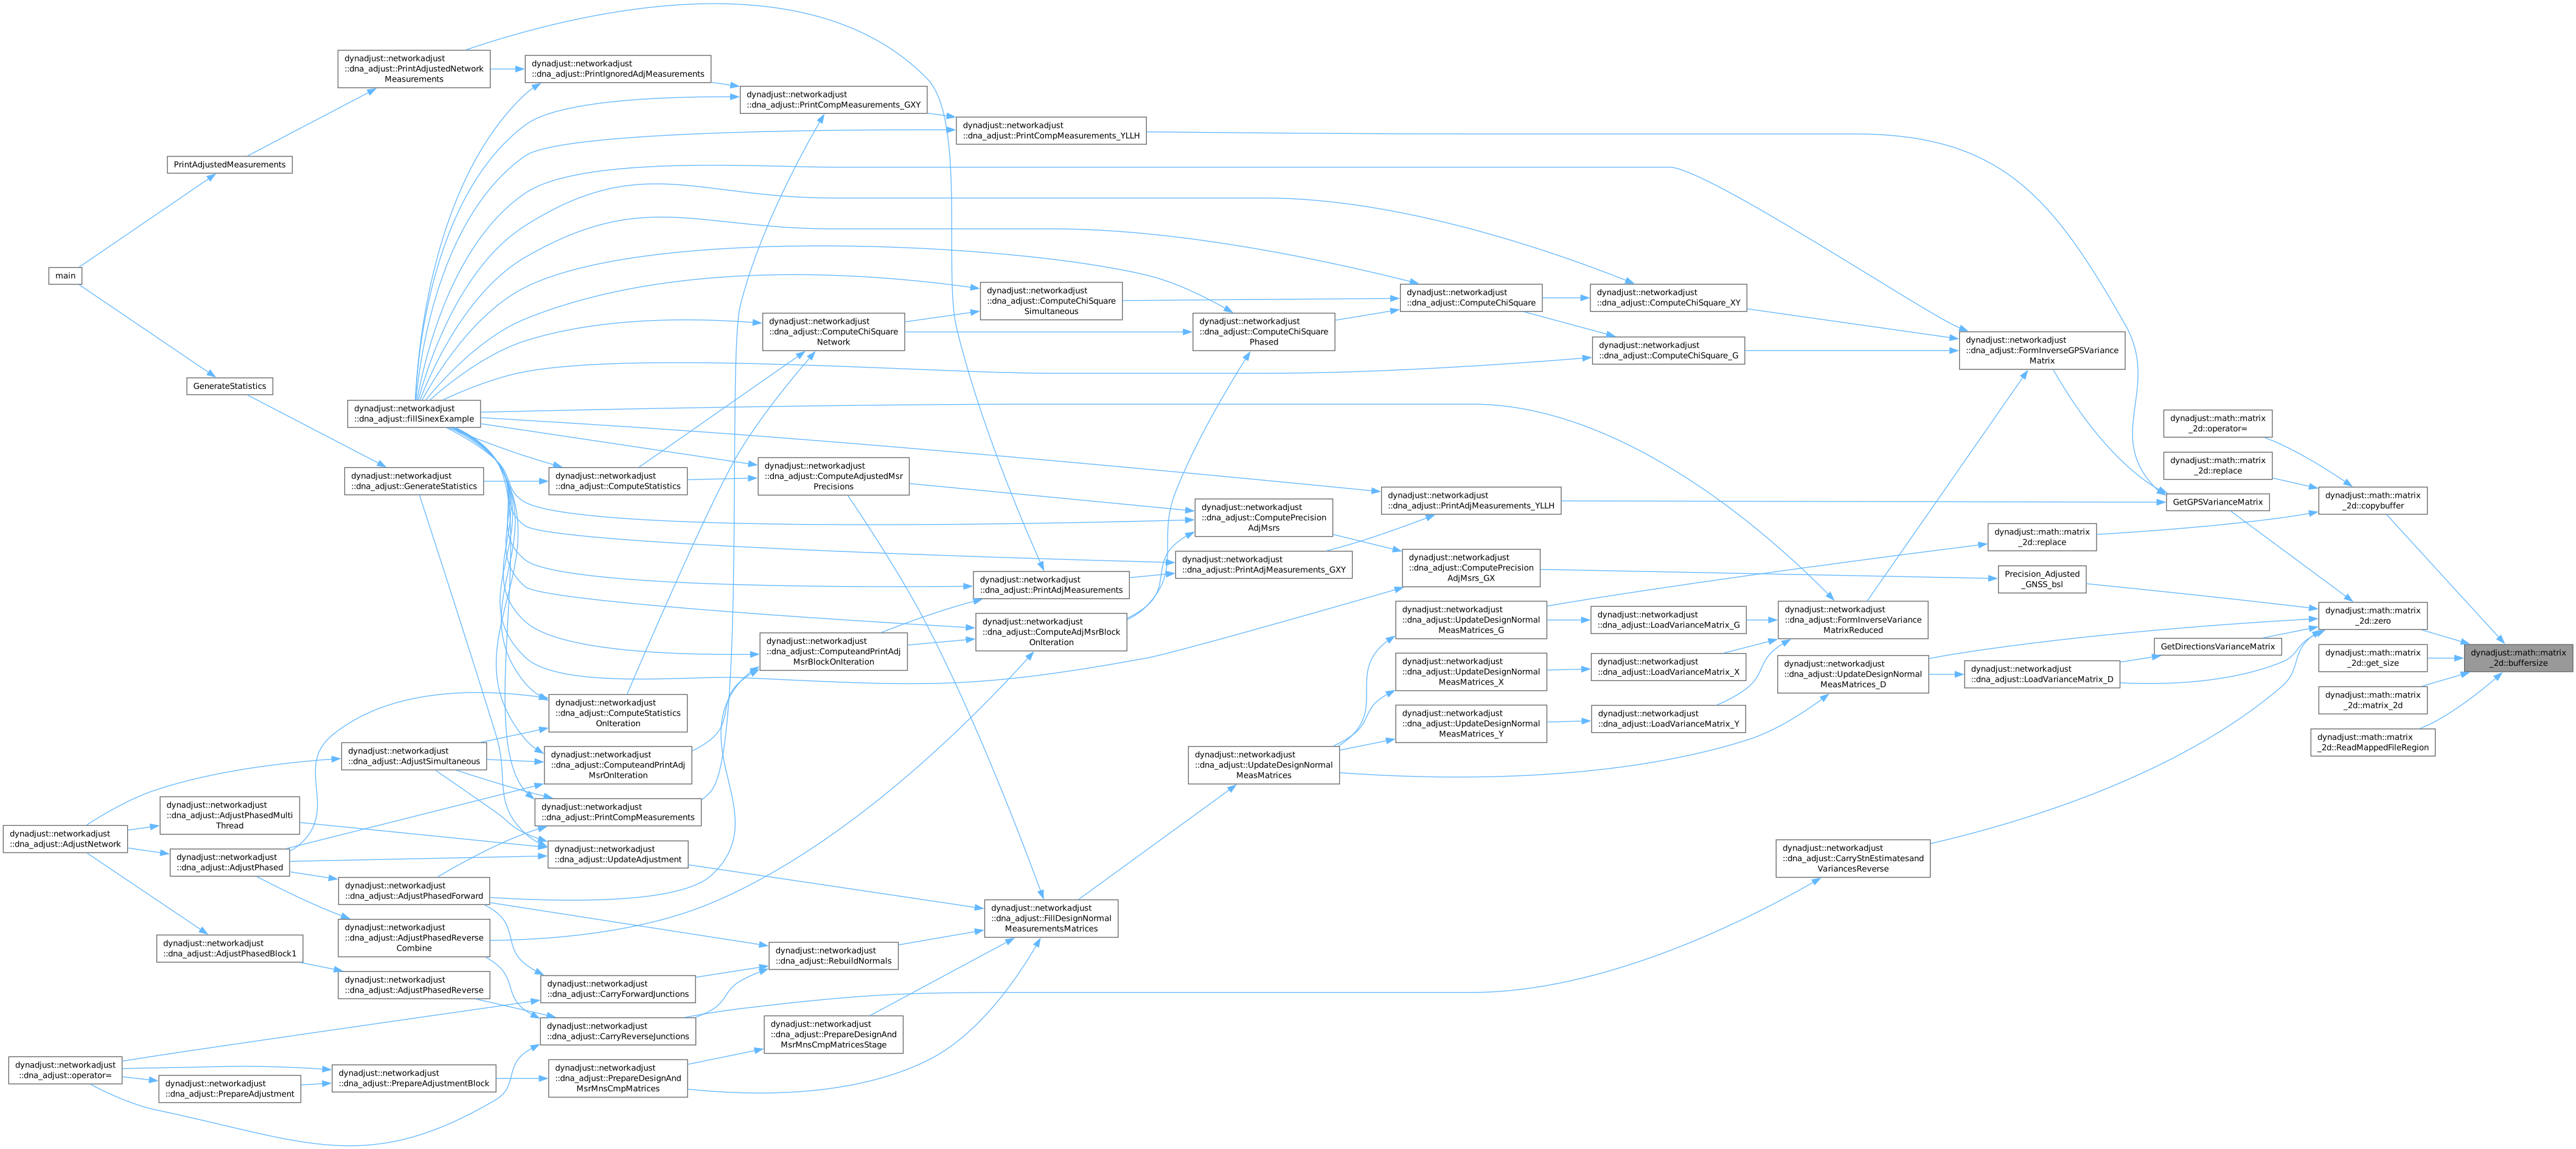 dynadjust::networkadjust
::dna_adjust::PrintAdjustedNetwork
Measurements
dynadjust::networkadjust
::dna_adjust::PrintIgnoredAdjMeasurements
dynadjust::networkadjust
::dna_adjust::PrintCompMeasurements_GXY
dynadjust::networkadjust
::dna_adjust::PrintCompMeasurements_YLLH
PrintAdjustedMeasurements
main
dynadjust::networkadjust
::dna_adjust::ComputeChiSquare
Simultaneous
dynadjust::networkadjust
::dna_adjust::ComputeChiSquare
dynadjust::networkadjust
::dna_adjust::ComputeChiSquare_XY
dynadjust::networkadjust
::dna_adjust::ComputeChiSquare
Network
dynadjust::networkadjust
::dna_adjust::ComputeChiSquare
Phased
dynadjust::networkadjust
::dna_adjust::ComputeChiSquare_G
dynadjust::networkadjust
::dna_adjust::FormInverseGPSVariance
Matrix
GenerateStatistics
dynadjust::networkadjust
::dna_adjust::fillSinexExample
dynadjust::math::matrix
_2d::operator=
dynadjust::math::matrix
_2d::replace
dynadjust::networkadjust
::dna_adjust::GenerateStatistics
dynadjust::networkadjust
::dna_adjust::ComputeStatistics
dynadjust::networkadjust
::dna_adjust::ComputeAdjustedMsr
Precisions
dynadjust::networkadjust
::dna_adjust::PrintAdjMeasurements_YLLH
GetGPSVarianceMatrix
dynadjust::math::matrix
_2d::copybuffer
dynadjust::networkadjust
::dna_adjust::ComputePrecision
AdjMsrs
dynadjust::math::matrix
_2d::replace
dynadjust::networkadjust
::dna_adjust::PrintAdjMeasurements_GXY
dynadjust::networkadjust
::dna_adjust::ComputePrecision
AdjMsrs_GX
Precision_Adjusted
_GNSS_bsl
dynadjust::networkadjust
::dna_adjust::PrintAdjMeasurements
dynadjust::networkadjust
::dna_adjust::UpdateDesignNormal
MeasMatrices_G
dynadjust::networkadjust
::dna_adjust::LoadVarianceMatrix_G
dynadjust::networkadjust
::dna_adjust::FormInverseVariance
MatrixReduced
dynadjust::math::matrix
_2d::zero
dynadjust::networkadjust
::dna_adjust::ComputeAdjMsrBlock
OnIteration
dynadjust::networkadjust
::dna_adjust::ComputeandPrintAdj
MsrBlockOnIteration
GetDirectionsVarianceMatrix
dynadjust::math::matrix
_2d::get_size
dynadjust::math::matrix
_2d::buffersize
dynadjust::networkadjust
::dna_adjust::UpdateDesignNormal
MeasMatrices_X
dynadjust::networkadjust
::dna_adjust::LoadVarianceMatrix_X
dynadjust::networkadjust
::dna_adjust::UpdateDesignNormal
MeasMatrices_D
dynadjust::networkadjust
::dna_adjust::LoadVarianceMatrix_D
dynadjust::math::matrix
_2d::matrix_2d
dynadjust::networkadjust
::dna_adjust::ComputeStatistics
OnIteration
dynadjust::networkadjust
::dna_adjust::UpdateDesignNormal
MeasMatrices_Y
dynadjust::networkadjust
::dna_adjust::LoadVarianceMatrix_Y
dynadjust::math::matrix
_2d::ReadMappedFileRegion
dynadjust::networkadjust
::dna_adjust::AdjustSimultaneous
dynadjust::networkadjust
::dna_adjust::ComputeandPrintAdj
MsrOnIteration
dynadjust::networkadjust
::dna_adjust::UpdateDesignNormal
MeasMatrices
dynadjust::networkadjust
::dna_adjust::AdjustPhasedMulti
Thread
dynadjust::networkadjust
::dna_adjust::PrintCompMeasurements
dynadjust::networkadjust
::dna_adjust::AdjustNetwork
dynadjust::networkadjust
::dna_adjust::AdjustPhased
dynadjust::networkadjust
::dna_adjust::UpdateAdjustment
dynadjust::networkadjust
::dna_adjust::CarryStnEstimatesand
VariancesReverse
dynadjust::networkadjust
::dna_adjust::AdjustPhasedForward
dynadjust::networkadjust
::dna_adjust::FillDesignNormal
MeasurementsMatrices
dynadjust::networkadjust
::dna_adjust::AdjustPhasedReverse
Combine
dynadjust::networkadjust
::dna_adjust::AdjustPhasedBlock1
dynadjust::networkadjust
::dna_adjust::RebuildNormals
dynadjust::networkadjust
::dna_adjust::AdjustPhasedReverse
dynadjust::networkadjust
::dna_adjust::CarryForwardJunctions
dynadjust::networkadjust
::dna_adjust::CarryReverseJunctions
dynadjust::networkadjust
::dna_adjust::PrepareDesignAnd
MsrMnsCmpMatricesStage
dynadjust::networkadjust
::dna_adjust::operator=
dynadjust::networkadjust
::dna_adjust::PrepareAdjustment
dynadjust::networkadjust
::dna_adjust::PrepareAdjustmentBlock
dynadjust::networkadjust
::dna_adjust::PrepareDesignAnd
MsrMnsCmpMatrices